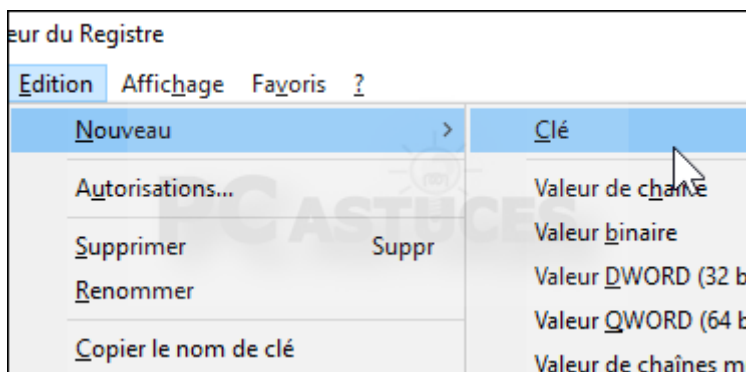 eur du Registre
Edition Affichage Favoris ?
Nouveau > Clé
Autorisations... Valeur de chaîne
Supprimer Suppr Valeur binaire
Renommer Valeur DWORD (32 b
Valeur QWORD (64 b
Copier le nom de clé Valeur de chaînes m
PC ASTUCES